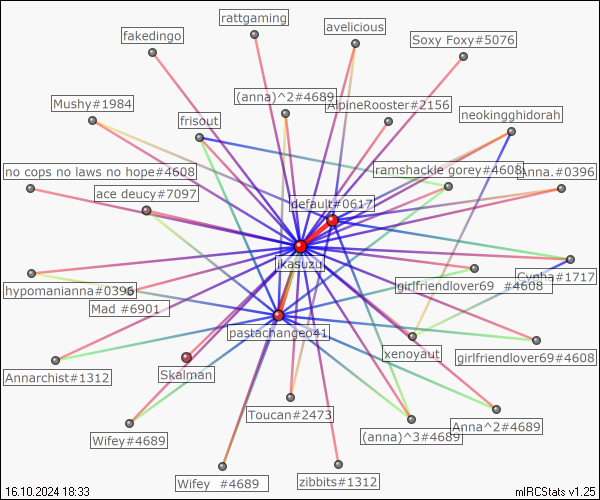 rattgaming
avelicious
fakedingo
Soxy Foxy#5076
(anna)^2#4689
Mushy#1984
AlpineRooster#2156
neokingghidorah
frisout
no cops no laws no hope#4608
ramshackle gorey#4608
Anna.#0396
ace deucy#7097
default#0617
jkasuzu
hypomanianna#0396
girlfriendlover69 _#4608
Cynha#1717
Mad #6901
pastachangeo41
xenoyaut
girlfriendlover69#4608
Annarchist#1312
Skalman
Toucan#2473
Wifey#4689
(anna)^3#4689
Anna^2#4689
Wifey  #4689
zibbits#1312
16.10.2024 18:33
mIRCStats v1.25